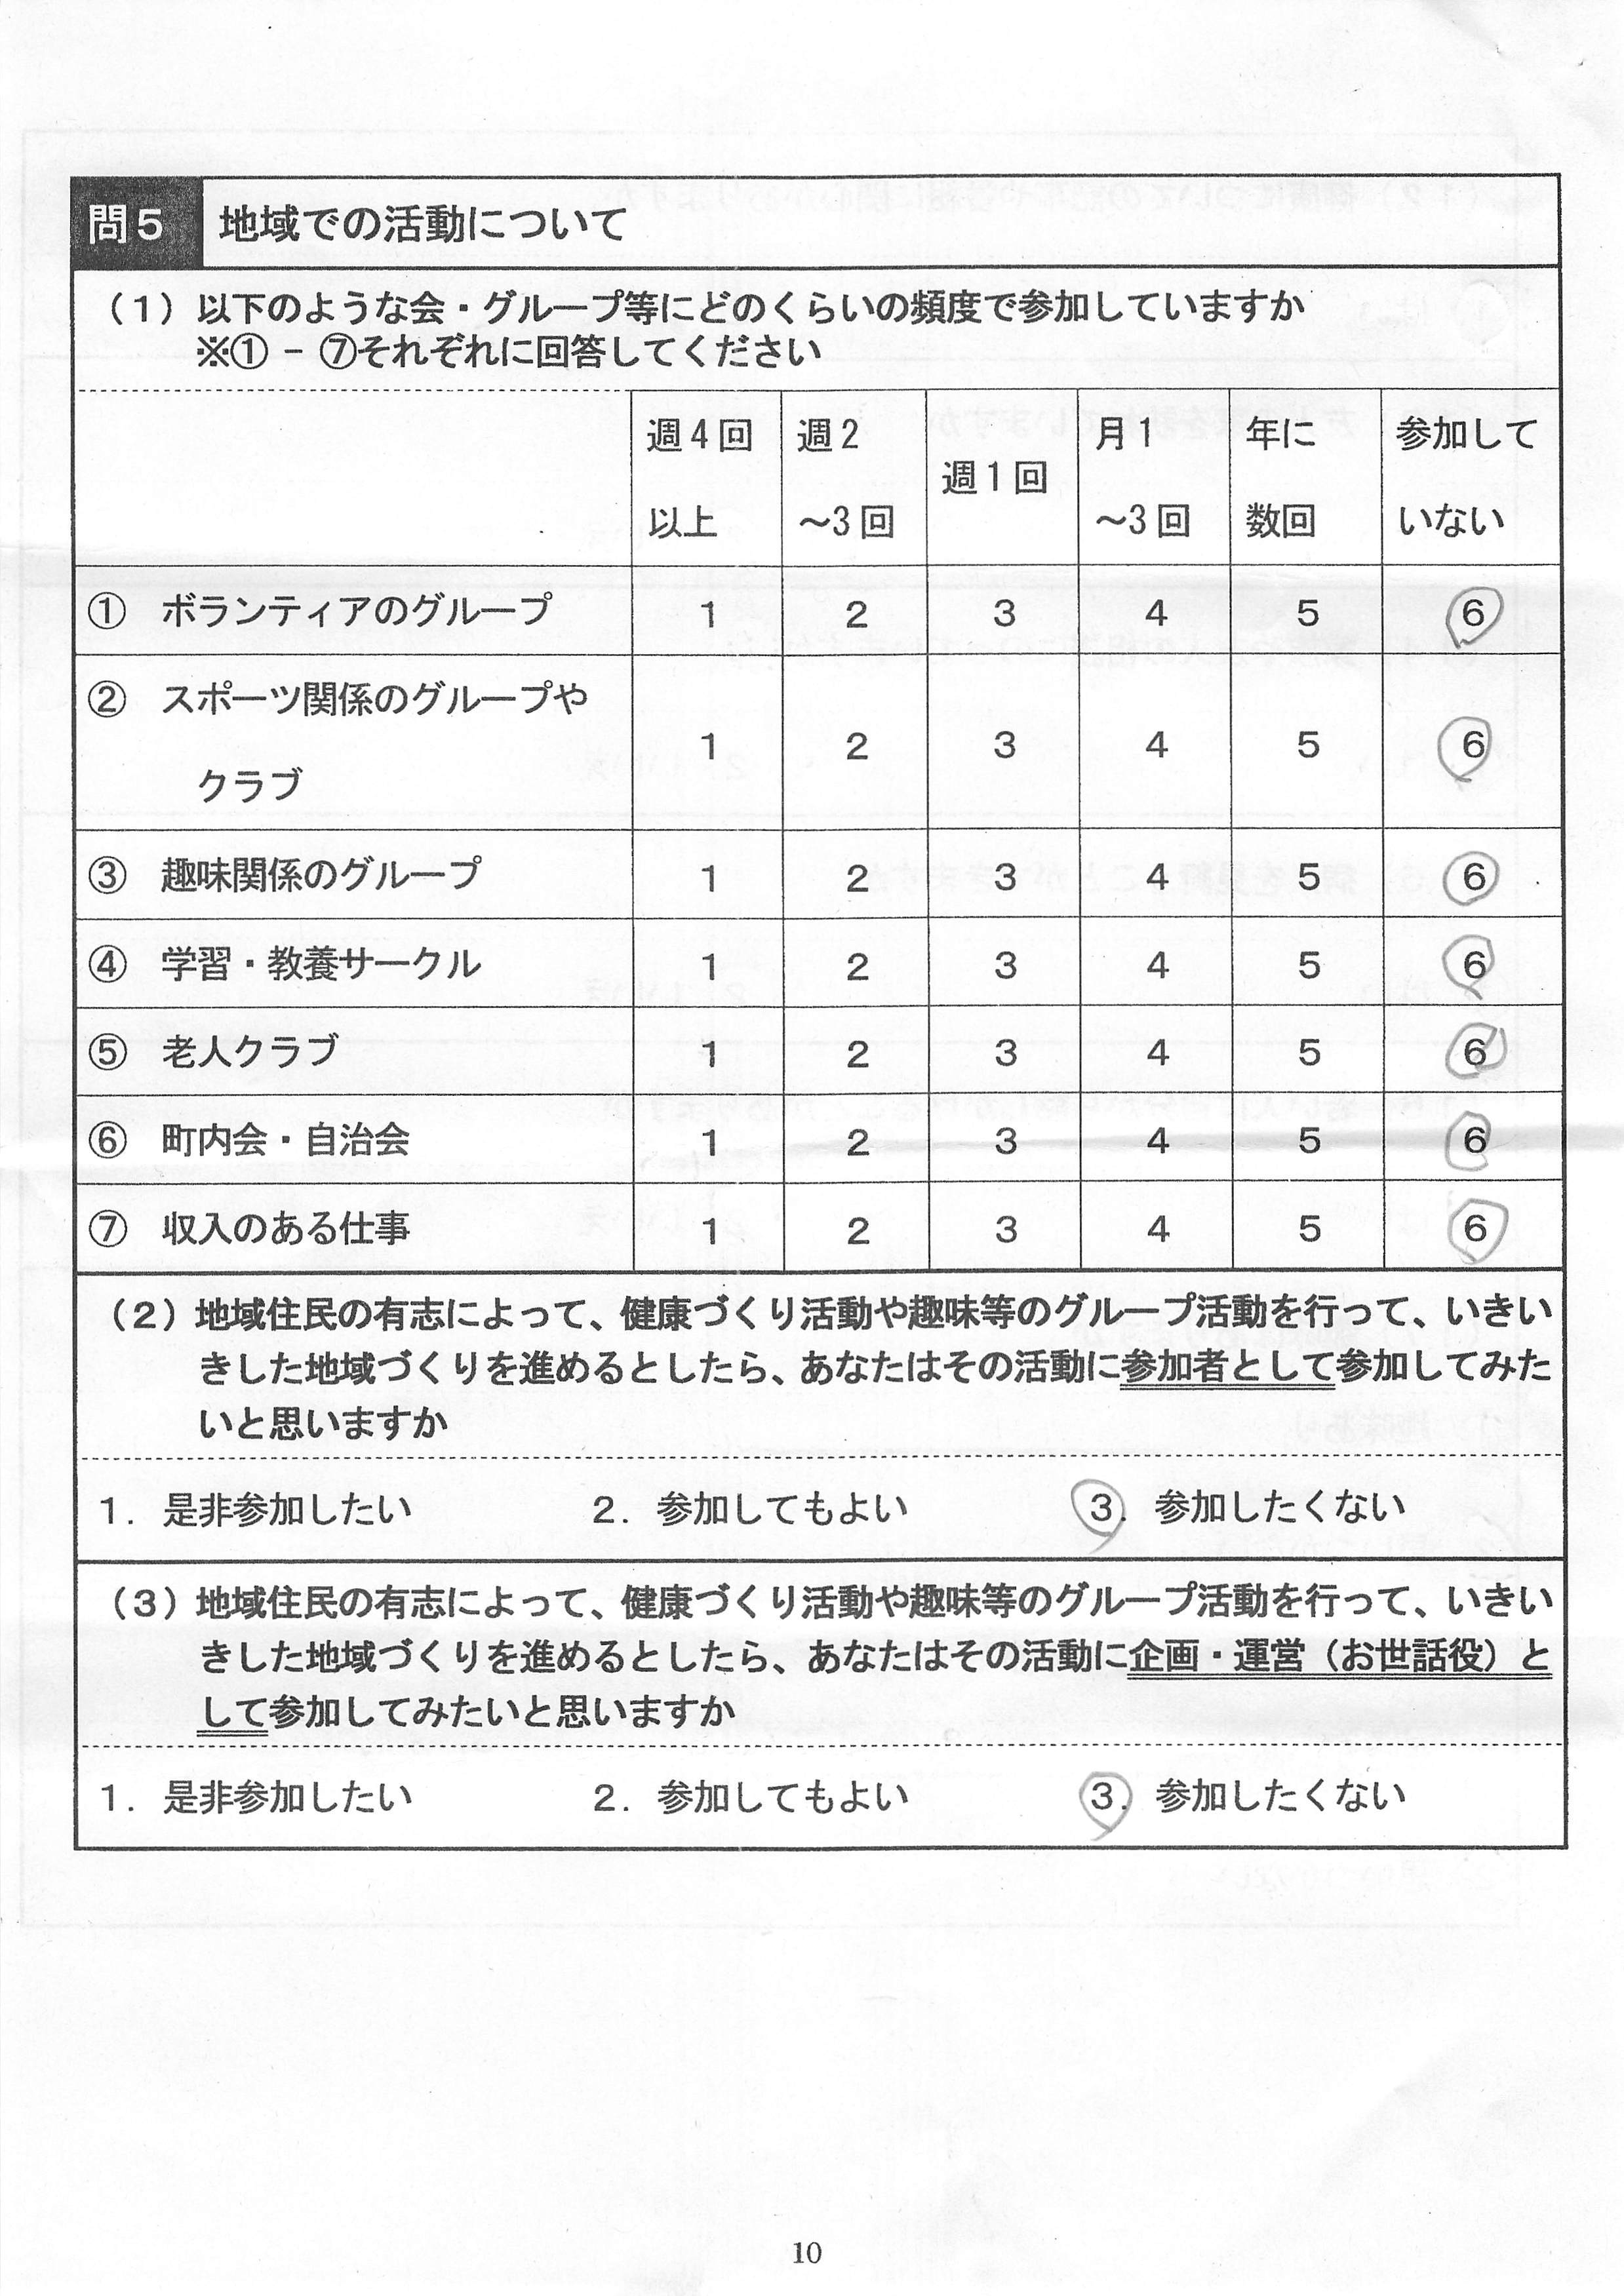 問5 地域での活動について
（1）以下のような会・グループ等にどのくらいの頻度で参加していますか
※① － ⑦それぞれに回答してください
週4回以上 週2～3回 週1回 月1～3回 年に数回 参加していない
① ボランティアのグループ 1 2 3 4 5 6
② スポーツ関係のグループや
クラブ 1 2 3 4 5 6
③ 趣味関係のグループ 1 2 3 4 5 6
④ 学習・教養サークル 1 2 3 4 5 6
⑤ 老人クラブ 1 2 3 4 5 6
⑥ 町内会・自治会 1 2 3 4 5 6
⑦ 収入のある仕事 1 2 3 4 5 6
（2）地域住民の有志によって、健康づくり活動や趣味等のグループ活動を行って、いきい
きした地域づくりを進めるとしたら、あなたはその活動に参加者として参加してみた
いと思いますか
1. 是非参加したい 2. 参加してもよい 3. 参加したくない
（3）地域住民の有志によって、健康づくり活動や趣味等のグループ活動を行って、いきい
きした地域づくりを進めるとしたら、あなたはその活動に企画・運営（お世話役）と
して参加してみたいと思いますか
1. 是非参加したい 2. 参加してもよい 3. 参加したくない
10